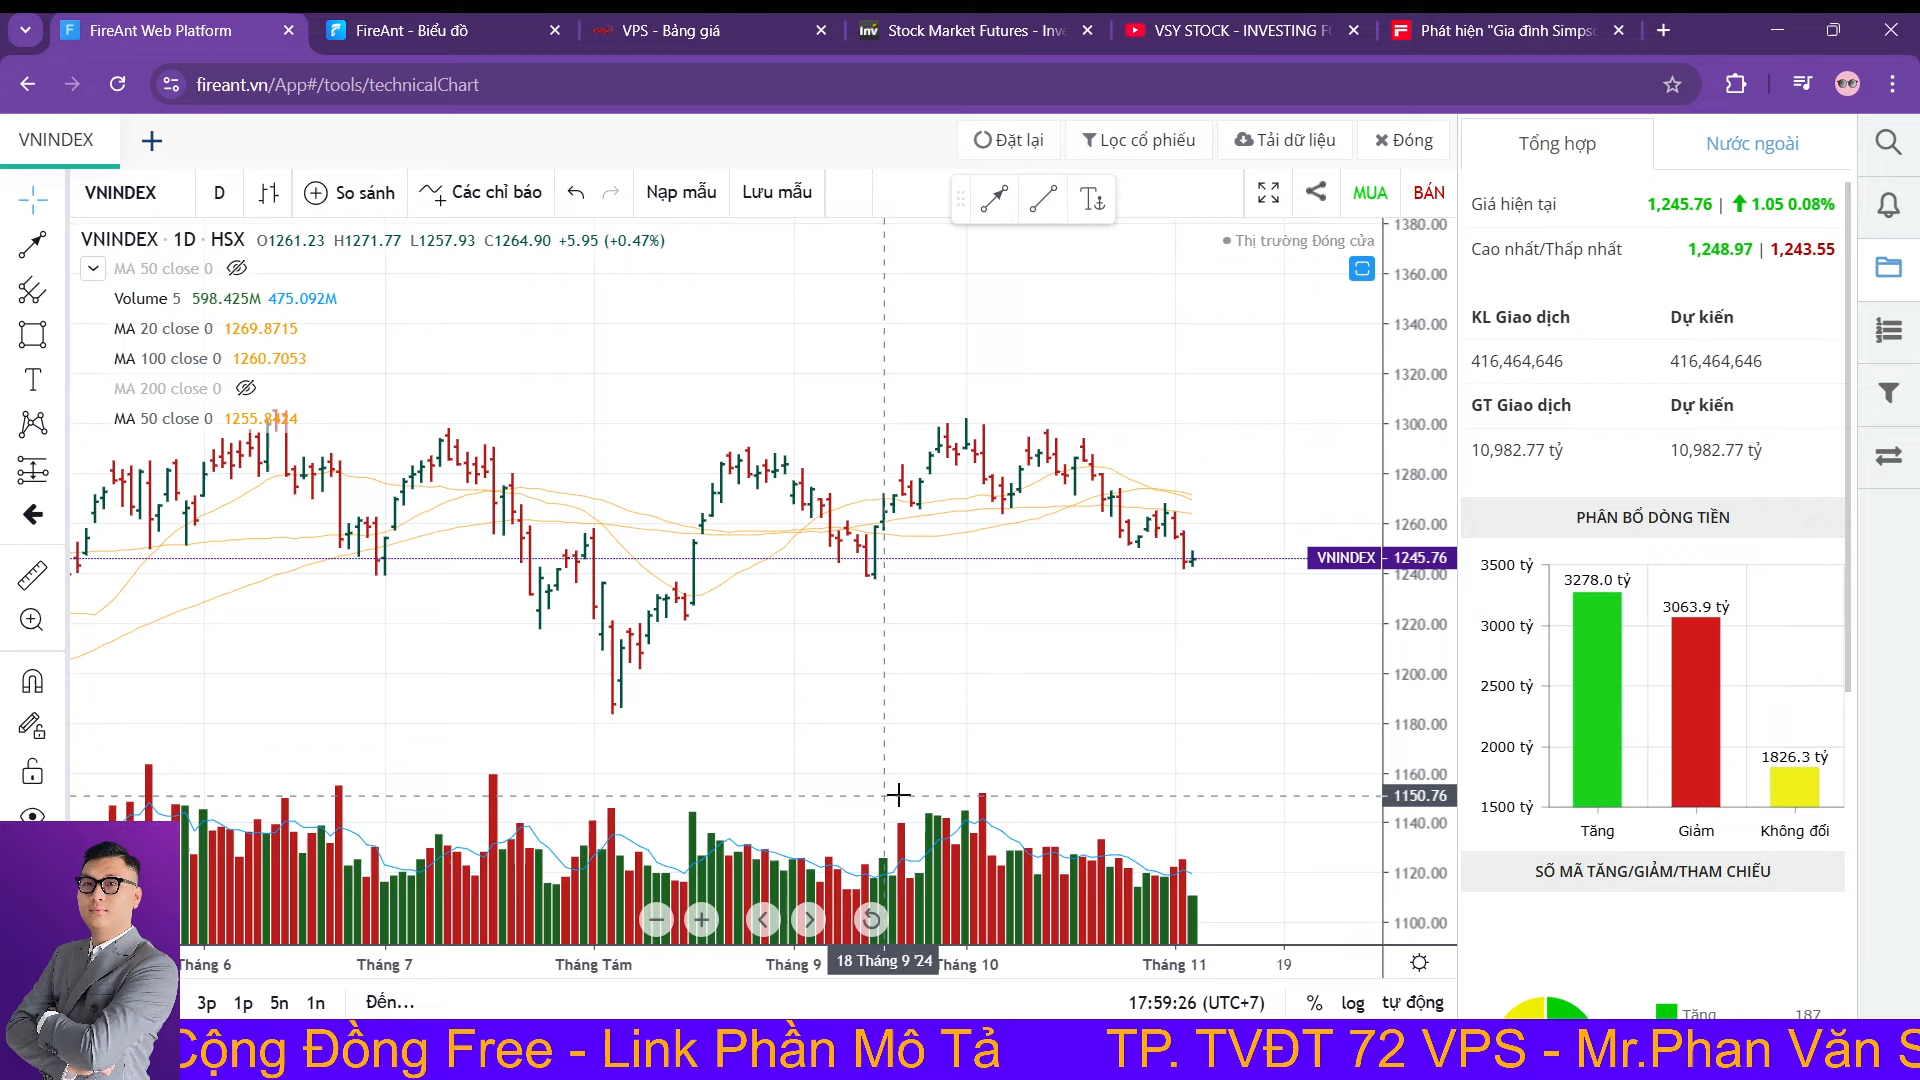 FireAnt Web Platform
FireAnt - Biểu đồ
VPS - Bảng giá
Stock Market Futures - Inve
VSY STOCK - INVESTING F
Phát hiện "Gia đình Simpso
fireant.vn/App#/tools/technicalChart
VNINDEX
Đặt lại
Lọc cổ phiếu
Tải dữ liệu
Đóng
VNINDEX
D
So sánh
Các chỉ báo
Nạp mẫu
Lưu mẫu
MUA
BÁN
VNINDEX · 1D · HSX O1261.23 H1271.77 L1257.93 C1264.90 +5.95 (+0.47%)
Thị trường Đóng cửa
MA 50 close 0
Volume 5 598.425M 475.092M
MA 20 close 0 1269.8715
MA 100 close 0 1260.7053
MA 200 close 0
MA 50 close 0 1255.8424
1380.00
1360.00
1340.00
1320.00
1300.00
1280.00
1260.00
VNINDEX 1245.76
1240.00
1220.00
1200.00
1180.00
1160.00
1150.76
1140.00
1120.00
1100.00
Tháng 6
Tháng 7
Tháng Tám
Tháng 9
18 Tháng 9 '24
Tháng 10
Tháng 11
19
3p 1p 5n 1n Đến...
17:59:26 (UTC+7)
% log tự động
Tổng hợp
Nước ngoài
Giá hiện tại 1,245.76 | 1.05 0.08%
Cao nhất/Thấp nhất 1,248.97 | 1,243.55
KL Giao dịch Dự kiến
416,464,646 416,464,646
GT Giao dịch Dự kiến
10,982.77 tỷ 10,982.77 tỷ
PHÂN BỔ DÒNG TIỀN
3500 tỷ
3000 tỷ
2500 tỷ
2000 tỷ
1500 tỷ
3278.0 tỷ
3063.9 tỷ
1826.3 tỷ
Tăng
Giảm
Không đổi
SỐ MÃ TĂNG/GIẢM/THAM CHIẾU
Tăng 187
Cộng Đồng Free - Link Phần Mô Tả
TP. TVĐT 72 VPS - Mr.Phan Văn S